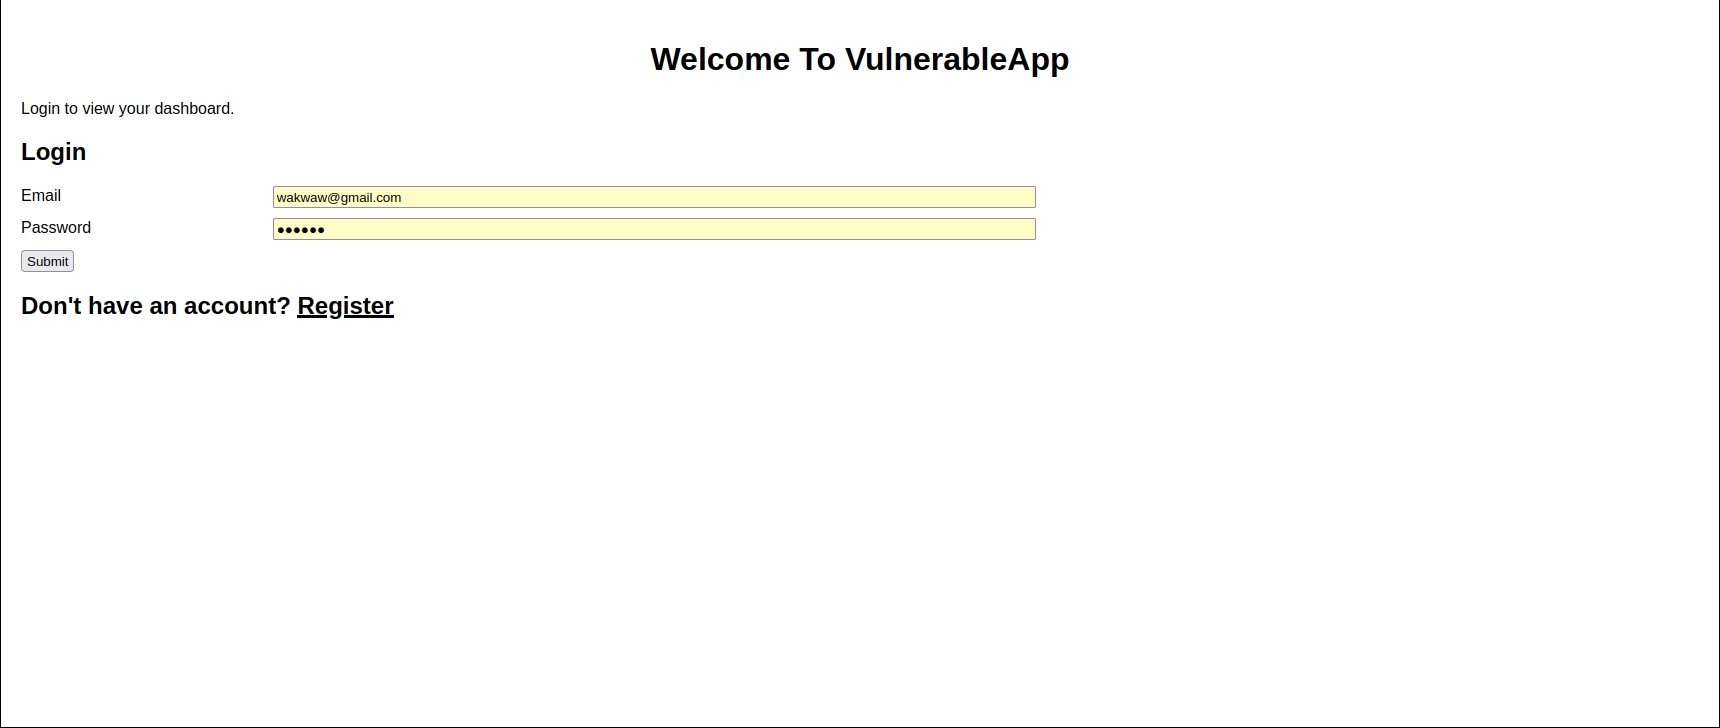 Welcome To VulnerableApp
Login to view your dashboard.
Login
Email
wakwaw@gmail.com
Password
●●●●●●
Submit
Don't have an account? Register